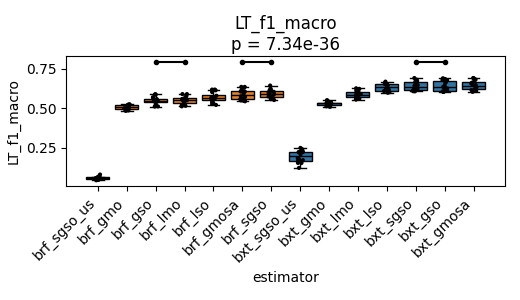 LT_f1_macro
p = 7.34e-36
LT_f1_macro
0.75
0.50
0.25
brf_sgso_us
brf_gmo
brf_gso
brf_lmo
brf_lso
brf_gmosa
brf_sgso
bxt_sgso_us
bxt_gmo
bxt_lmo
bxt_lso
bxt_sgso
bxt_gso
bxt_gmosa
estimator